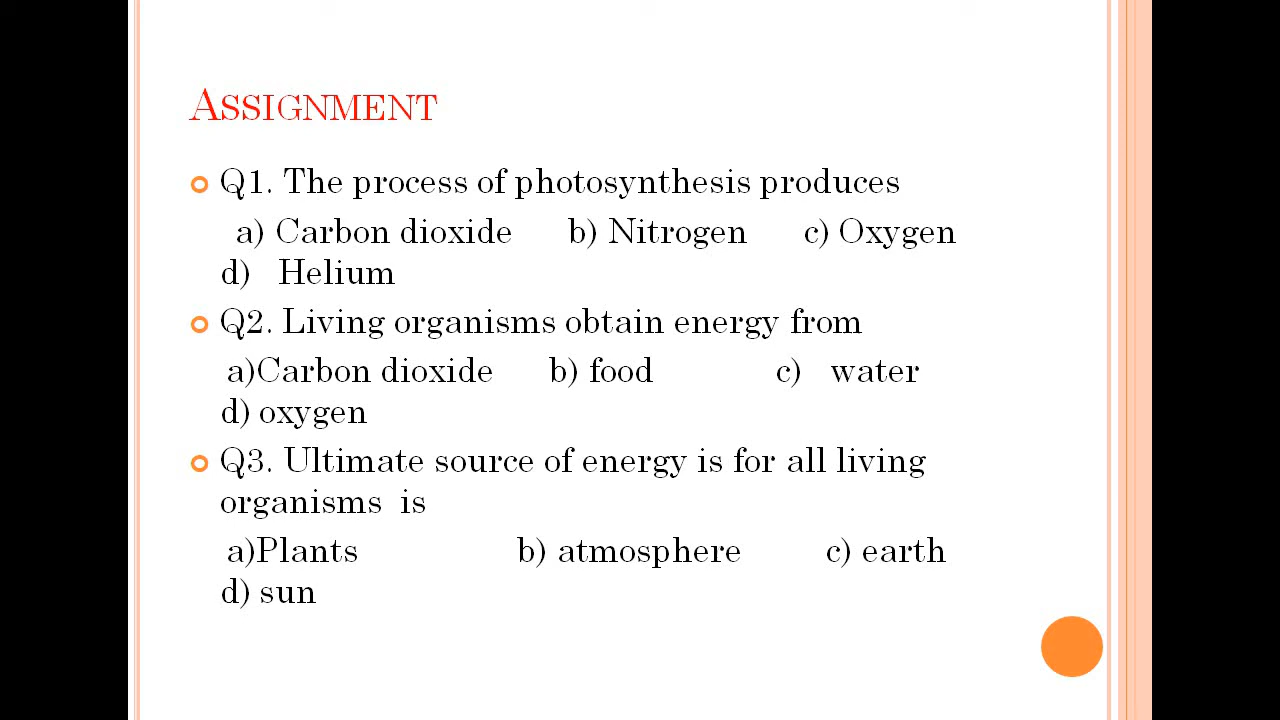 ASSIGNMENT
Q1. The process of photosynthesis produces
a) Carbon dioxide b) Nitrogen c) Oxygen
d) Helium
Q2. Living organisms obtain energy from
a)Carbon dioxide b) food c) water
d) oxygen
Q3. Ultimate source of energy is for all living
organisms is
a)Plants b) atmosphere c) earth
d) sun